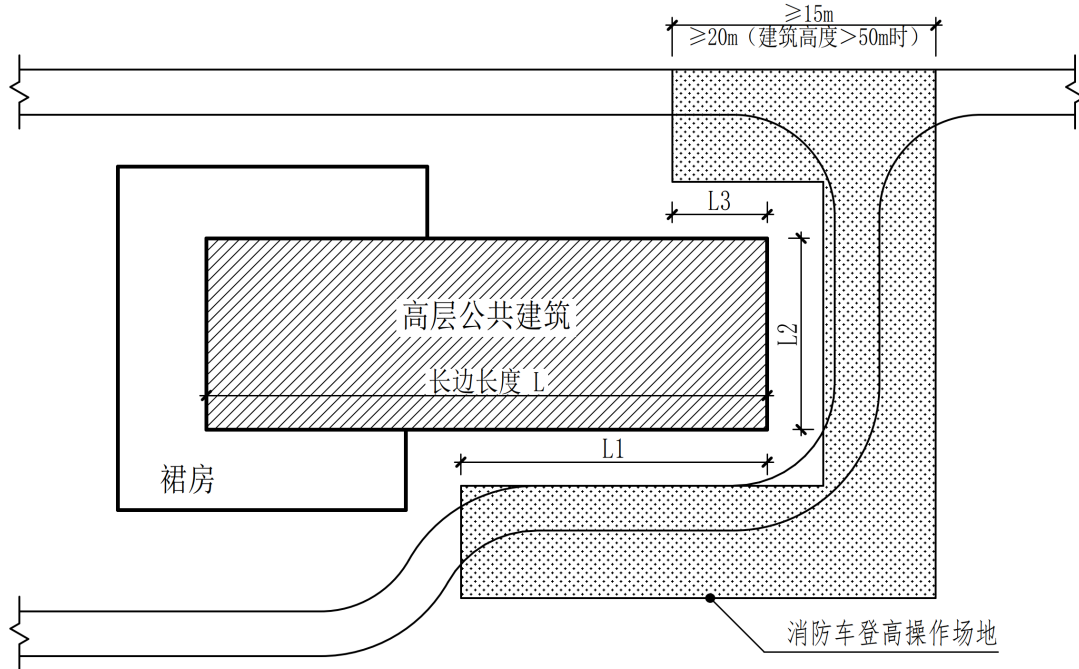 ≥15m
≥20m（建筑高度＞50m时）
L3
高层公共建筑
L2
长边长度 L
L1
裙房
消防车登高操作场地